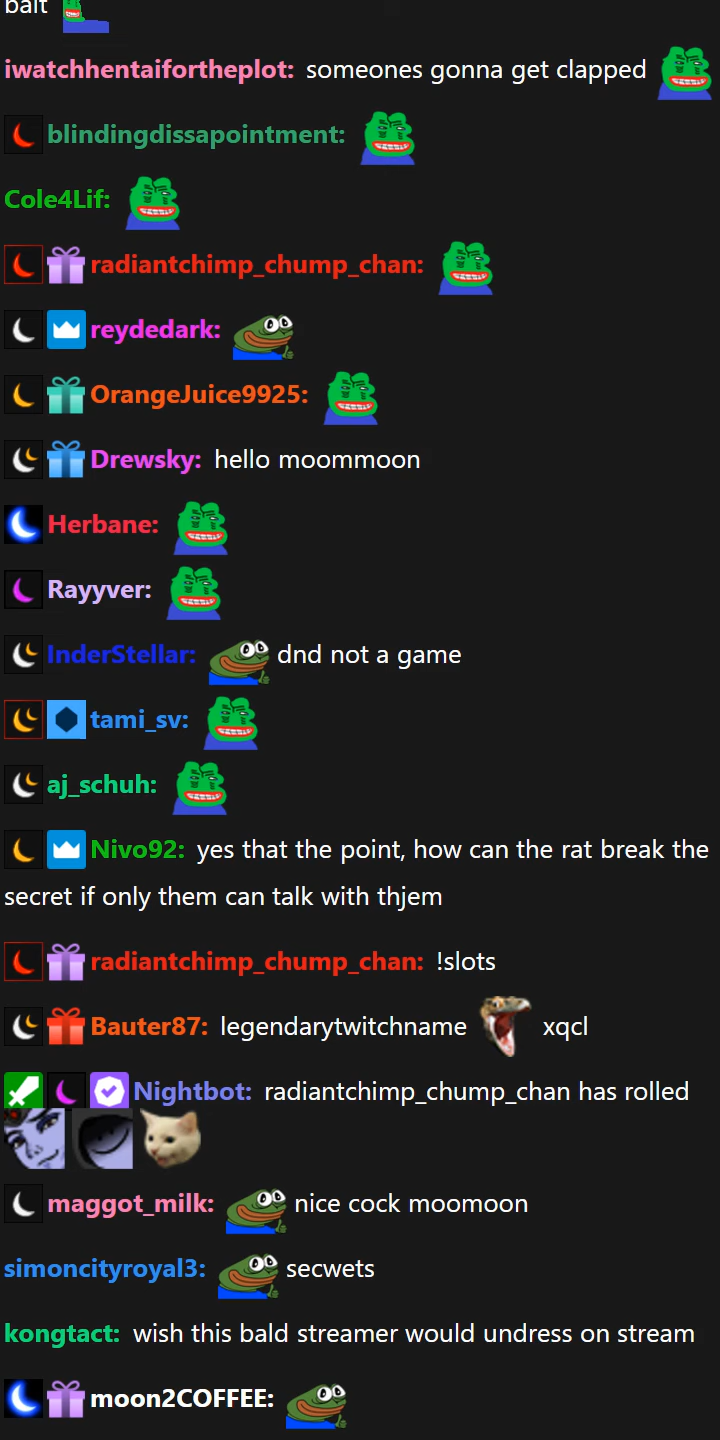 balt
iwatchhentaifortheplot: someones gonna get clapped
blindingdissapointment:
Cole4Lif:
radiantchimp_chump_chan:
reydedark:
OrangeJuice9925:
Drewsky: hello moommoon
Herbane:
Rayyver:
InderStellar: dnd not a game
tami_sv:
aj_schuh:
Nivo92: yes that the point, how can the rat break the
secret if only them can talk with thjem
radiantchimp_chump_chan: !slots
Bauter87: legendarytwitchname xqcl
Nightbot: radiantchimp_chump_chan has rolled
maggot_milk: nice cock moomoon
simoncityroyal3: secwets
kongtact: wish this bald streamer would undress on stream
moon2COFFEE: